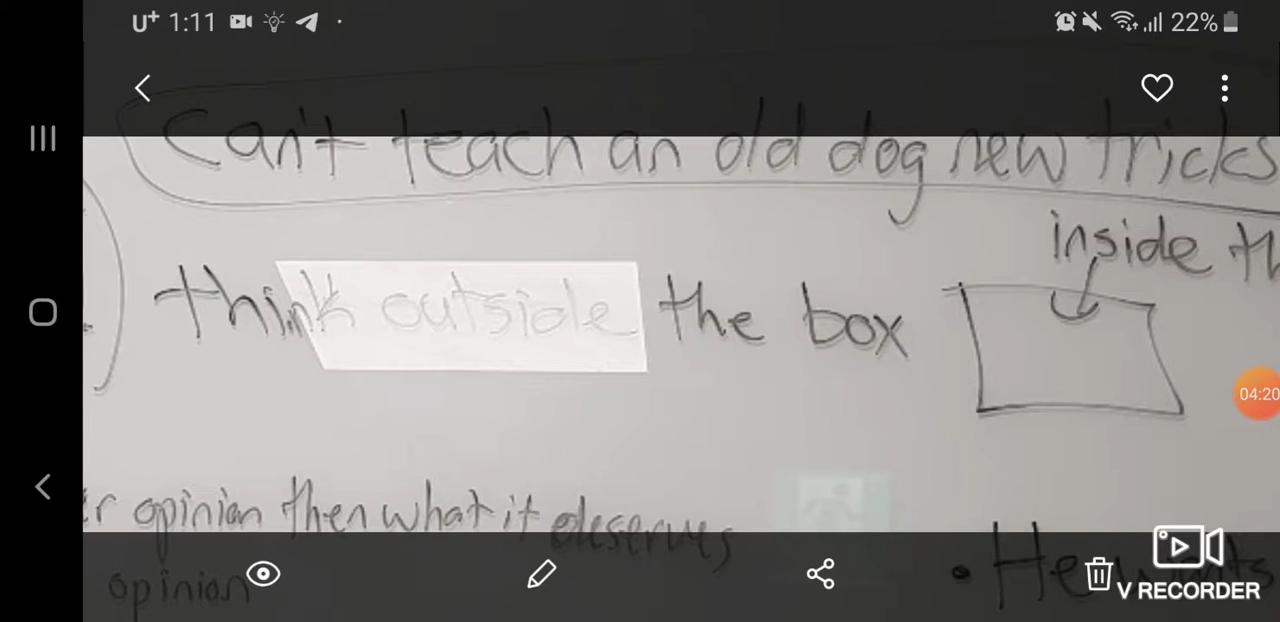 U+ 1:11 22%
Can't teach an old dog new tricks
inside
think outside the box
04:20
opinion then what it deserves
opinion
• He
V RECORDER